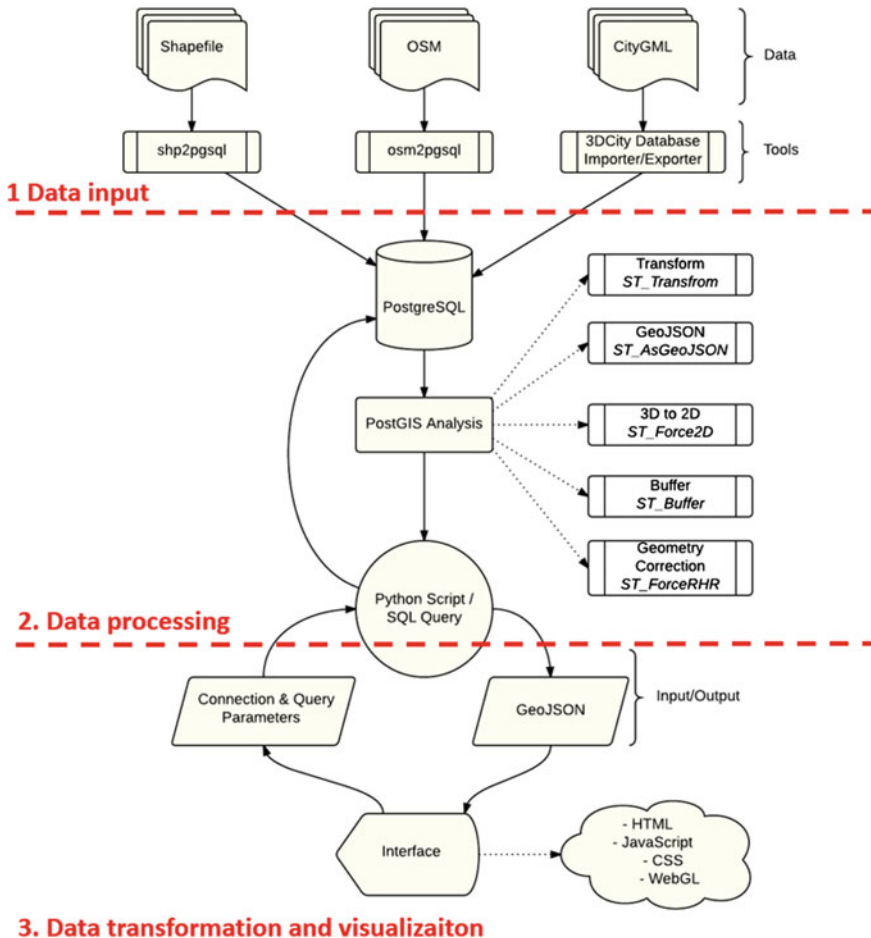 Shapefile
OSM
CityGML
Data
shp2pgsql
osm2pgsql
3DCity Database
Importer/Exporter
Tools
1 Data input
PostgreSQL
Transform
ST_Transfrom
GeoJSON
ST_AsGeoJSON
PostGIS Analysis
3D to 2D
ST_Force2D
Buffer
ST_Buffer
Geometry
Correction
ST_ForceRHR
Python Script /
SQL Query
2. Data processing
Connection & Query
Parameters
GeoJSON
Input/Output
Interface
- HTML
- JavaScript
- CSS
- WebGL
3. Data transformation and visualizaiton